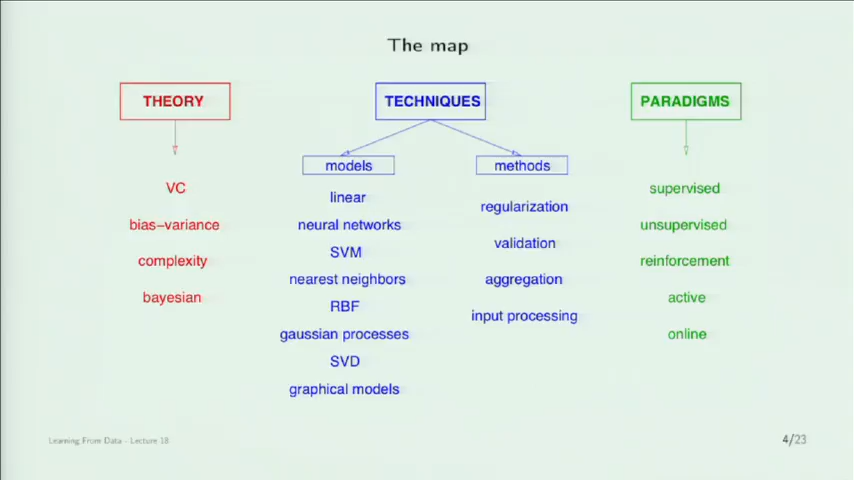 The map
THEORY
VC
bias–variance
complexity
bayesian
TECHNIQUES
models
linear
neural networks
SVM
nearest neighbors
RBF
gaussian processes
SVD
graphical models
methods
regularization
validation
aggregation
input processing
PARADIGMS
supervised
unsupervised
reinforcement
active
online
Learning From Data - Lecture 18
4/23